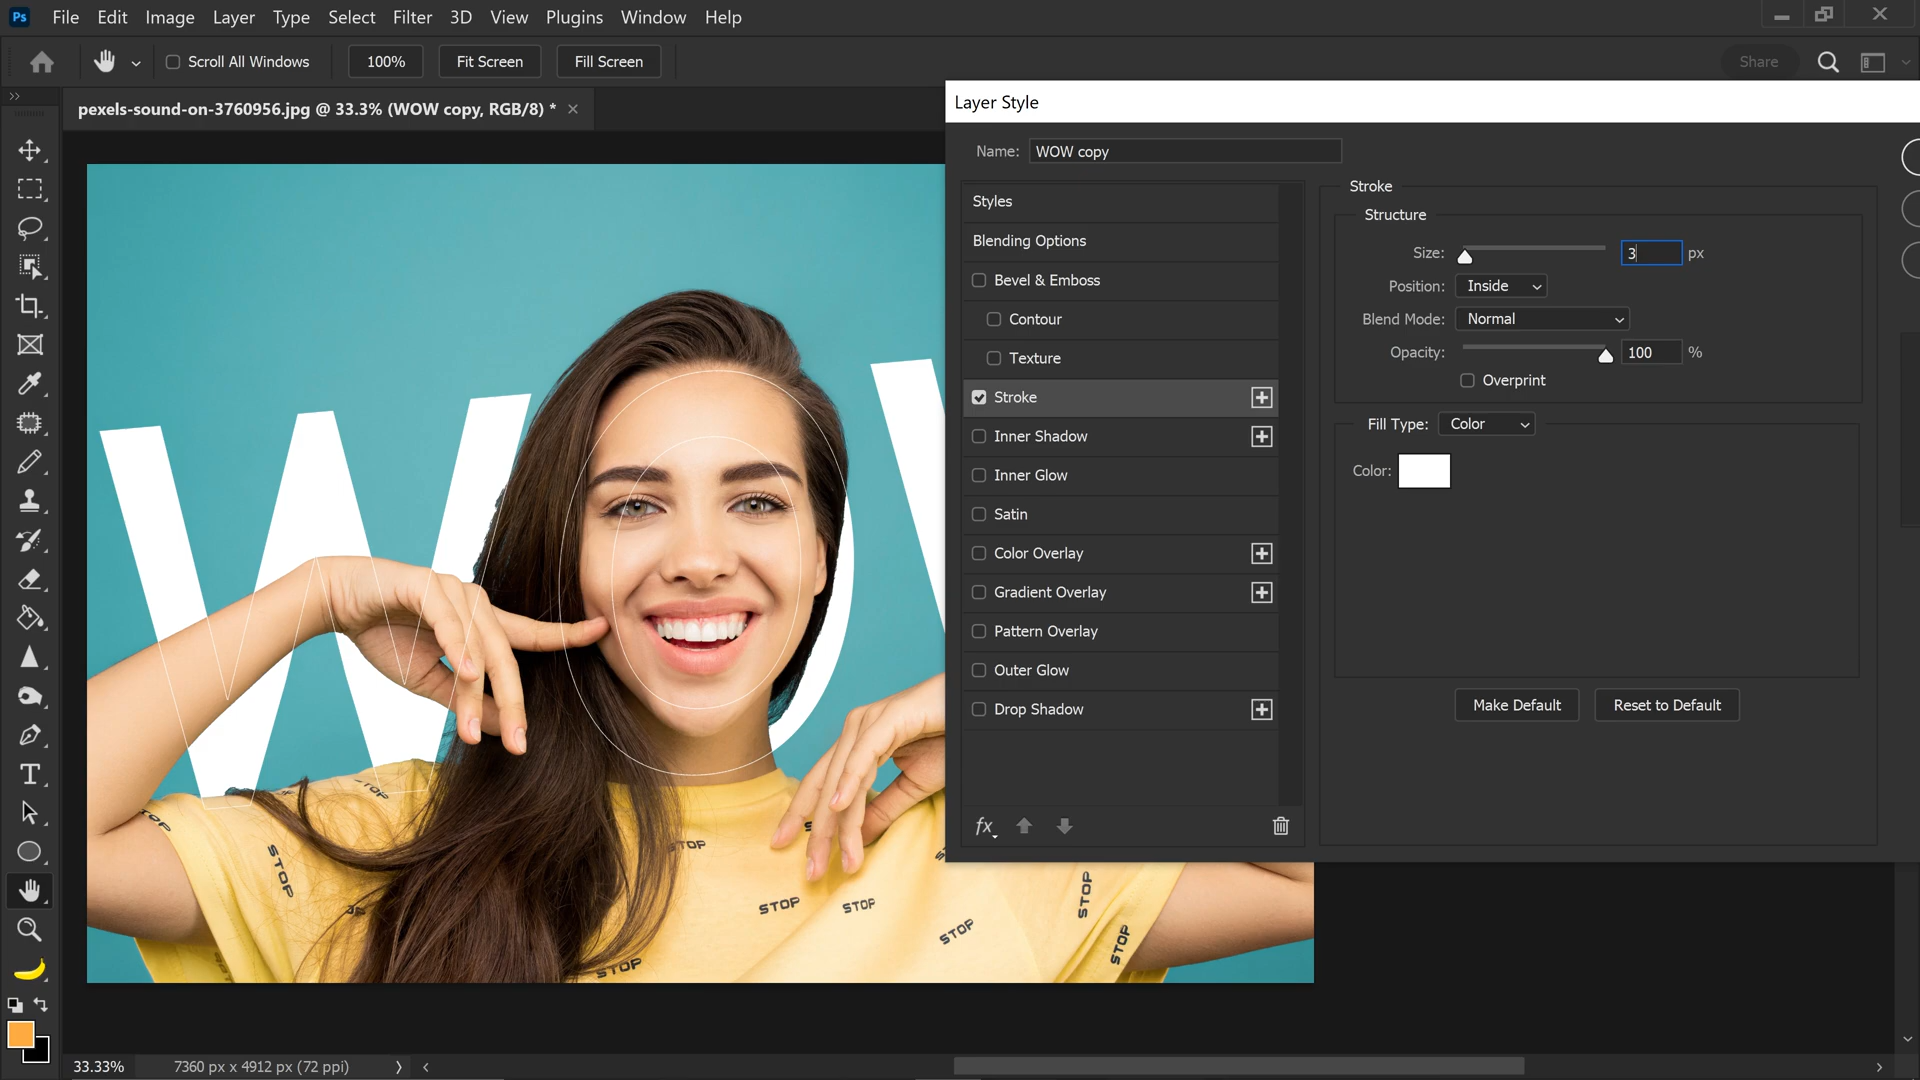 Ps File Edit Image Layer Type Select Filter 3D View Plugins Window Help
Scroll All Windows 100% Fit Screen Fill Screen Share
pexels-sound-on-3760956.jpg @ 33.3% (WOW copy, RGB/8) *
Layer Style
Name: WOW copy
Styles
Blending Options
Bevel & Emboss
Contour
Texture
Stroke
Inner Shadow
Inner Glow
Satin
Color Overlay
Gradient Overlay
Pattern Overlay
Outer Glow
Drop Shadow
fx
Stroke
Structure
Size: 3 px
Position: Inside
Blend Mode: Normal
Opacity: 100 %
Overprint
Fill Type: Color
Color:
Make Default Reset to Default
WO
STOP
STOP
STOP
STOP
STOP
STOP
STOP
STOP
STOP
STOP
T
33.33% 7360 px x 4912 px (72 ppi)